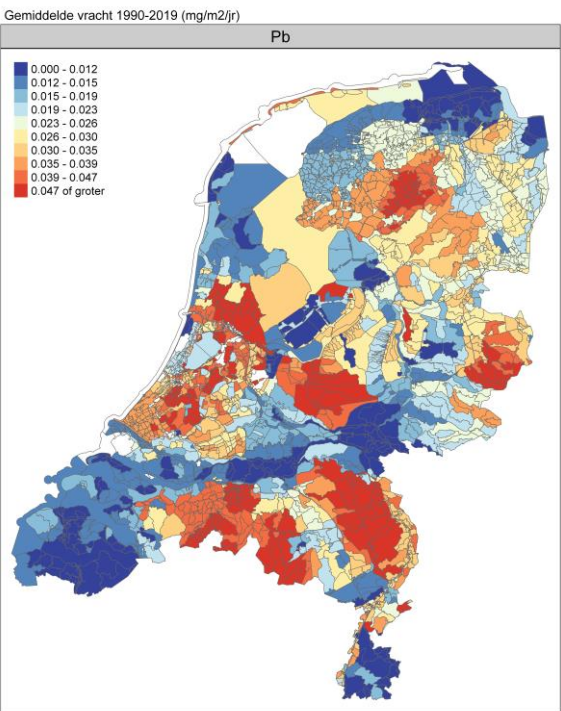 Gemiddelde vracht 1990-2019 (mg/m2/jr)
Pb
0.000 - 0.012
0.012 - 0.015
0.015 - 0.019
0.019 - 0.023
0.023 - 0.026
0.026 - 0.030
0.030 - 0.035
0.035 - 0.039
0.039 - 0.047
0.047 of groter